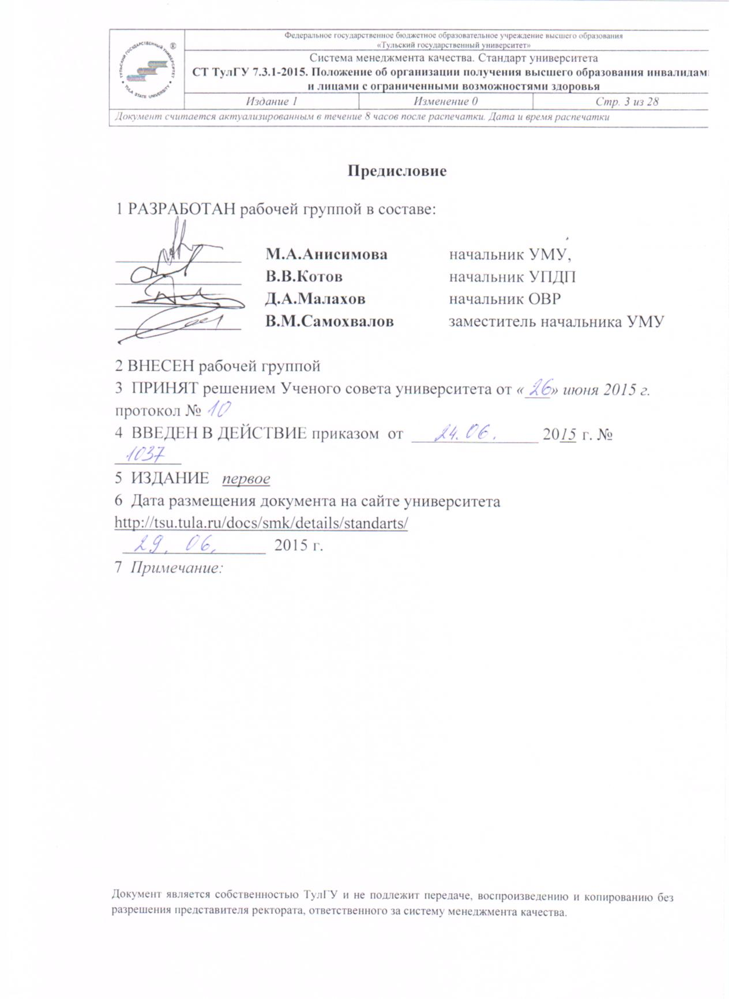 Федеральное государственное бюджетное образовательное учреждение высшего образования
«Тульский государственный университет»
ТУЛЬСКИЙ ГОСУДАРСТВЕННЫЙ УНИВЕРСИТЕТ
®
TULA STATE UNIVERSITY
Система менеджмента качества. Стандарт университета
СТ ТулГУ 7.3.1-2015. Положение об организации получения высшего образования инвалидами
и лицами с ограниченными возможностями здоровья
Издание 1 Изменение 0 Стр. 3 из 28
Документ считается актуализированным в течение 8 часов после распечатки. Дата и время распечатки
Предисловие
1 РАЗРАБОТАН рабочей группой в составе:
М.А.Анисимова начальник УМУ,
В.В.Котов начальник УПДП
Д.А.Малахов начальник ОВР
В.М.Самохвалов заместитель начальника УМУ
2 ВНЕСЕН рабочей группой
3 ПРИНЯТ решением Ученого совета университета от «26» июня 2015 г.
протокол № 10
4 ВВЕДЕН В ДЕЙСТВИЕ приказом от 24.06. 2015 г. №
1037
5 ИЗДАНИЕ первое
6 Дата размещения документа на сайте университета
http://tsu.tula.ru/docs/smk/details/standarts/
29. 06. 2015 г.
7 Примечание:
Документ является собственностью ТулГУ и не подлежит передаче, воспроизведению и копированию без
разрешения представителя ректората, ответственного за систему менеджмента качества.